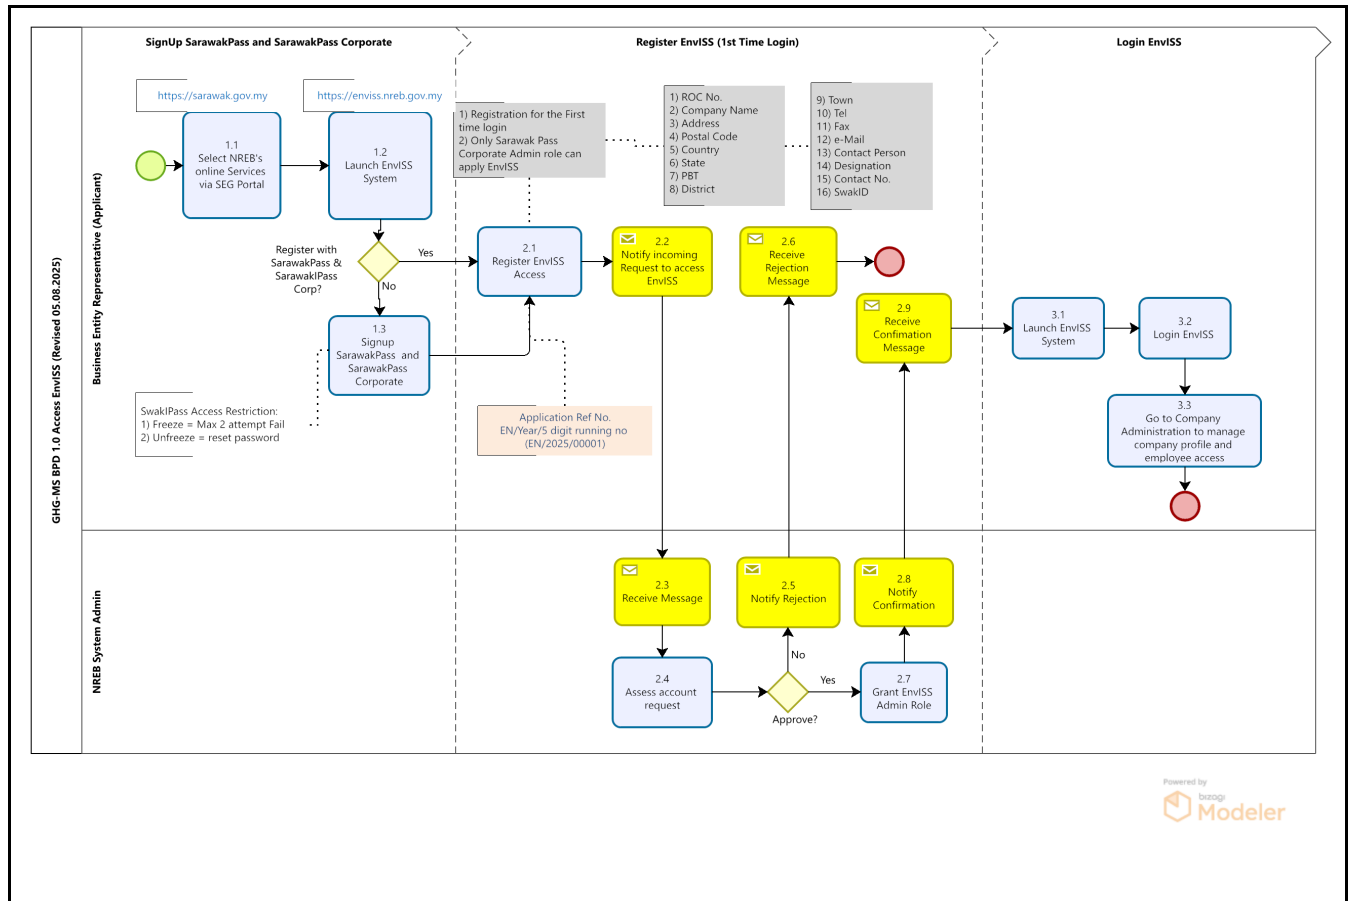 GHG-MS BPD 1.0 Access EnvISS (Revised 05.08.2025)
SignUp SarawakPass and SarawakPass Corporate
Register EnvISS (1st Time Login)
Login EnvISS
Business Entity Representative (Applicant)
https://sarawak.gov.my
https://enviss.nreb.gov.my
1.1
Select NREB's
online Services
via SEG Portal
1.2
Launch EnvISS
System
Register with
SarawakPass &
SarawakIPass
Corp?
Yes
No
1.3
Signup
SarawakPass and
SarawakPass
Corporate
SwakIPass Access Restriction:
1) Freeze = Max 2 attempt Fail
2) Unfreeze = reset password
1) Registration for the First
time login
2) Only Sarawak Pass
Corporate Admin role can
apply EnvISS
1) ROC No.
2) Company Name
3) Address
4) Postal Code
5) Country
6) State
7) PBT
8) District
9) Town
10) Tel
11) Fax
12) e-Mail
13) Contact Person
14) Designation
15) Contact No.
16) SwakID
2.1
Register EnvISS
Access
2.2
Notify incoming
Request to access
EnvISS
2.6
Receive
Rejection
Message
2.9
Receive
Confimation
Message
Application Ref No.
EN/Year/5 digit running no
(EN/2025/00001)
3.1
Launch EnvISS
System
3.2
Login EnvISS
3.3
Go to Company
Administration to manage
company profile and
employee access
NREB System Admin
2.3
Receive Message
2.5
Notify Rejection
2.8
Notify
Confirmation
2.4
Assess account
request
No
Yes
Approve?
2.7
Grant EnvISS
Admin Role
Powered by
bizagi
Modeler